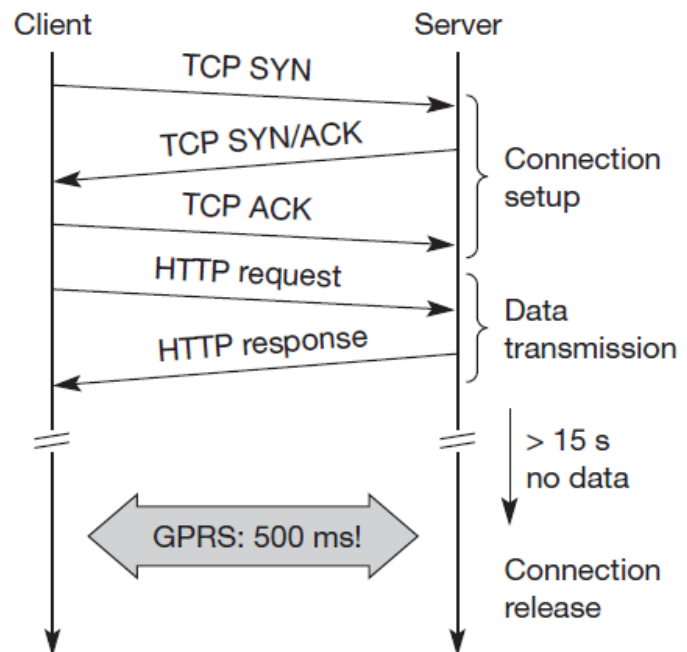 Client
Server
TCP SYN
TCP SYN/ACK
Connection
setup
TCP ACK
HTTP request
Data
transmission
HTTP response
> 15 s
no data
GPRS: 500 ms!
Connection
release